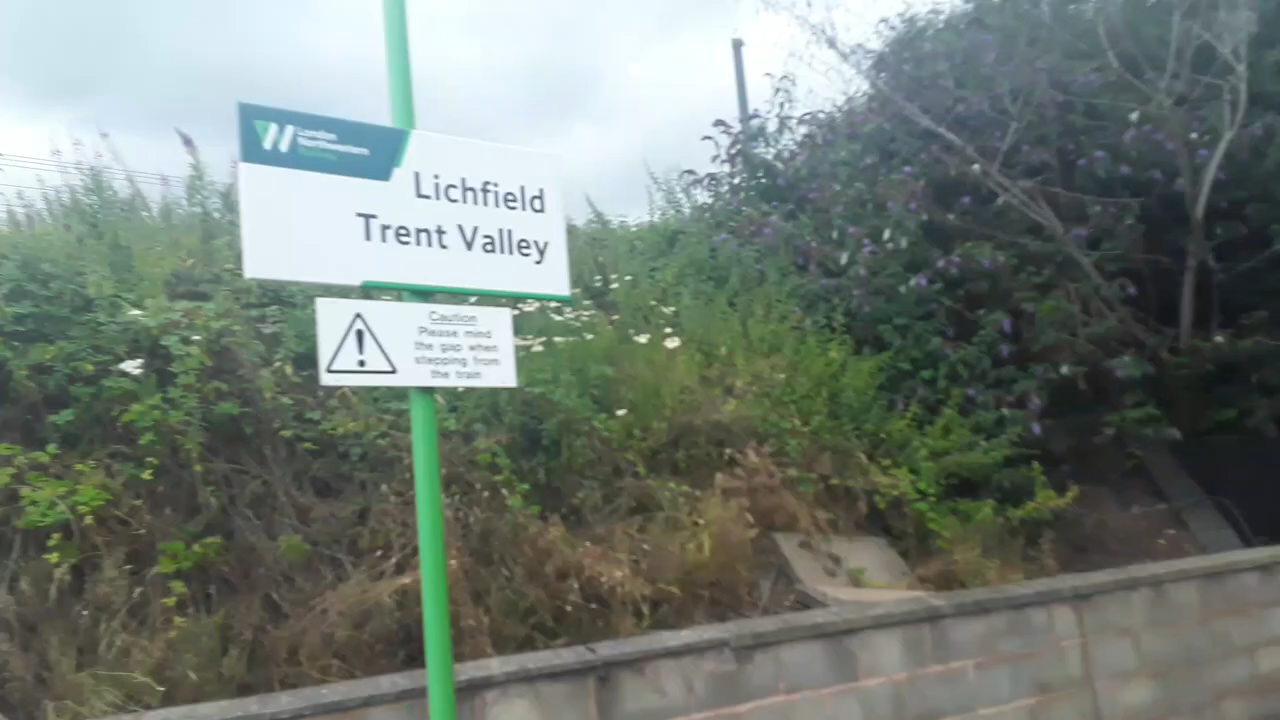 London
Northwestern
Railway
Lichfield
Trent Valley
Caution
Please mind
the gap when
stepping from
the train